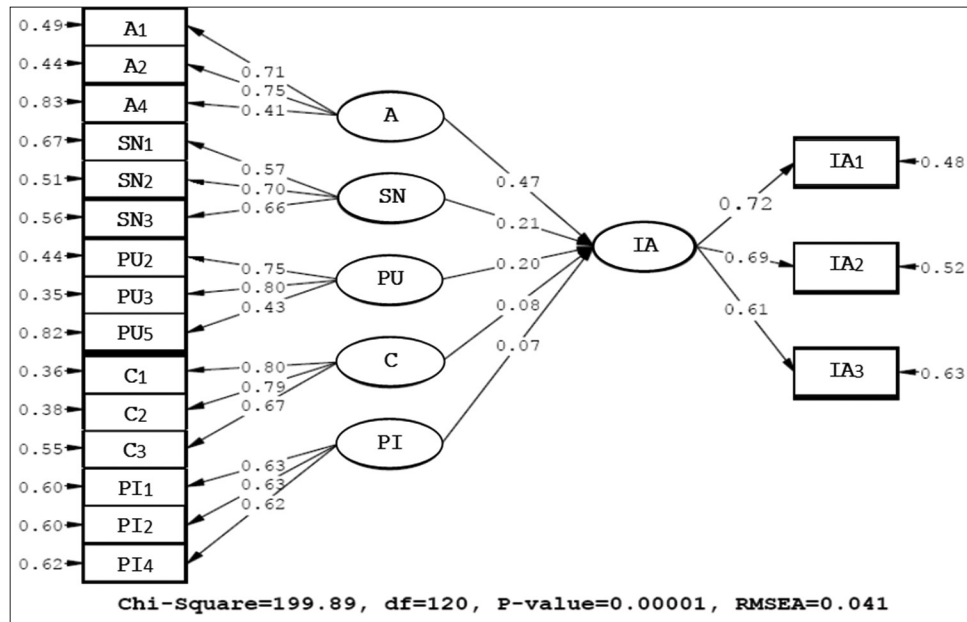 0.49 A1
0.44 A2
0.83 A4
0.67 SN1
0.51 SN2
0.56 SN3
0.44 PU2
0.35 PU3
0.82 PU5
0.36 C1
0.38 C2
0.55 C3
0.60 PI1
0.60 PI2
0.62 PI4
0.71
0.75
0.41
0.57
0.70
0.66
0.75
0.80
0.43
0.80
0.79
0.67
0.63
0.63
0.62
A
SN
PU
C
PI
0.47
0.21
0.20
0.08
0.07
IA
0.72
0.69
0.61
IA1 0.48
IA2 0.52
IA3 0.63
Chi-Square=199.89, df=120, P-value=0.00001, RMSEA=0.041